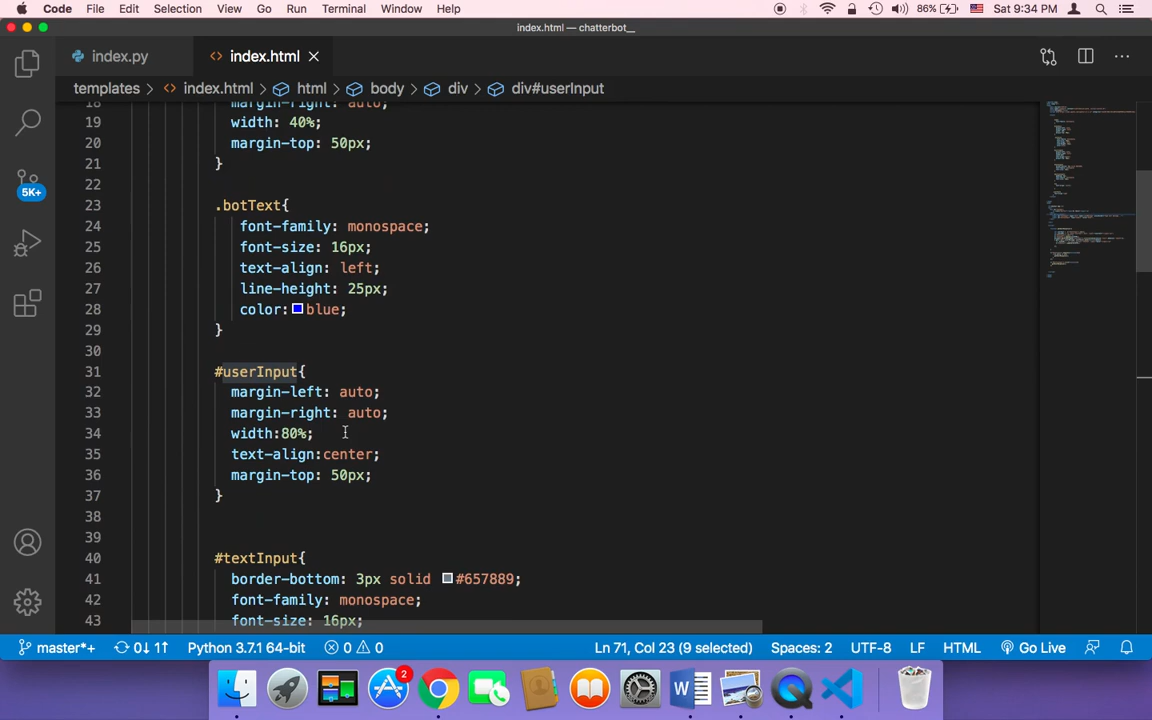 Code File Edit Selection View Go Run Terminal Window Help 86% Sat 9:34 PM
index.html — chatterbot__
index.py <> index.html ×
templates > <> index.html > html > body > div > div#userInput
18 margin-right: auto;
19 width: 40%;
20 margin-top: 50px;
21 }
22
5K+
23 .botText{
24 font-family: monospace;
25 font-size: 16px;
26 text-align: left;
27 line-height: 25px;
28 color: blue;
29 }
30
31 #userInput{
32 margin-left: auto;
33 margin-right: auto;
34 width:80%;
35 text-align:center;
36 margin-top: 50px;
37 }
38
39
40 #textInput{
41 border-bottom: 3px solid #657889;
42 font-family: monospace;
43 font-size: 16px;
master*+ 0↓ 1↑ Python 3.7.1 64-bit 0 0 Ln 71, Col 23 (9 selected) Spaces: 2 UTF-8 LF HTML Go Live
2
W